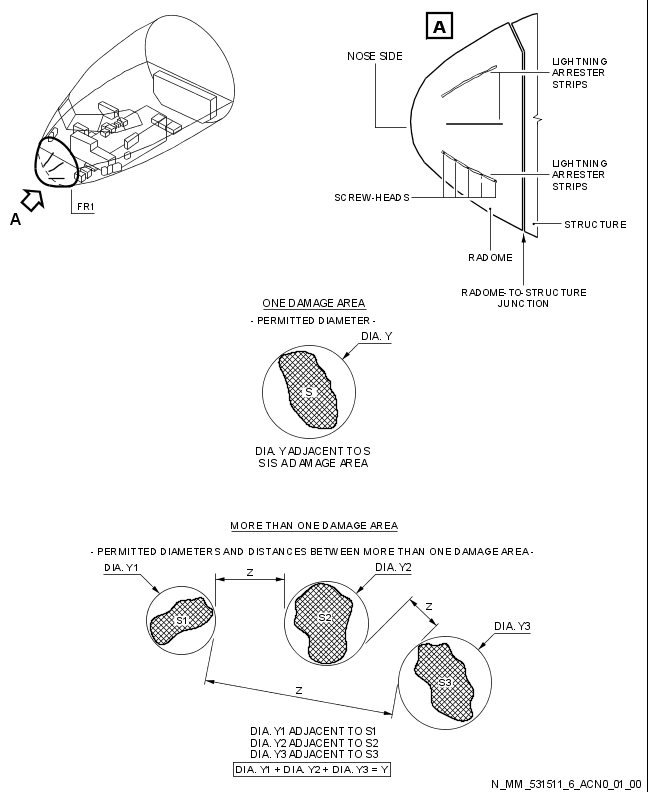 A
NOSE SIDE
LIGHTNING
ARRESTER
STRIPS
LIGHTNING
ARRESTER
STRIPS
SCREW-HEADS
A
FR1
STRUCTURE
RADOME
RADOME-TO-STRUCTURE
JUNCTION
ONE DAMAGE AREA
- PERMITTED DIAMETER -
DIA. Y
S
DIA. Y ADJACENT TO S
S IS A DAMAGE AREA
MORE THAN ONE DAMAGE AREA
- PERMITTED DIAMETERS AND DISTANCES BETWEEN MORE THAN ONE DAMAGE AREA -
DIA. Y1
Z
DIA. Y2
S1
S2
Z
DIA. Y3
S3
Z
DIA. Y1 ADJACENT TO S1
DIA. Y2 ADJACENT TO S2
DIA. Y3 ADJACENT TO S3
DIA. Y1 + DIA. Y2 + DIA. Y3 = Y
N_MM_531511_6_ACN0_01_00